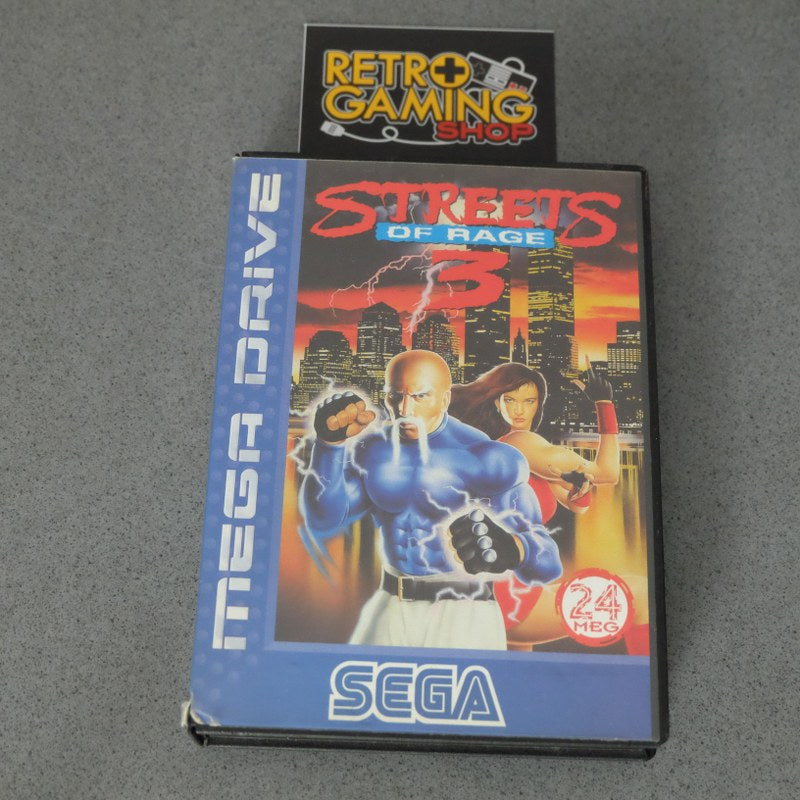 RETRO
GAMING
SHOP
MEGA DRIVE
STREETS
OF RAGE
3
24
MEG
SEGA